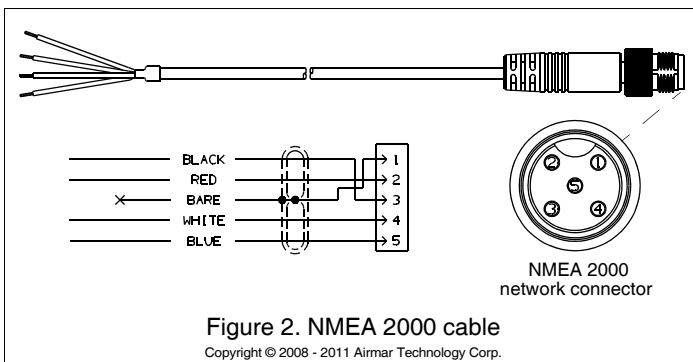 BLACK 1
RED 2
BARE 3
WHITE 4
BLUE 5
2 1
5
3 4
NMEA 2000
network connector
Figure 2. NMEA 2000 cable
Copyright © 2008 - 2011 Airmar Technology Corp.